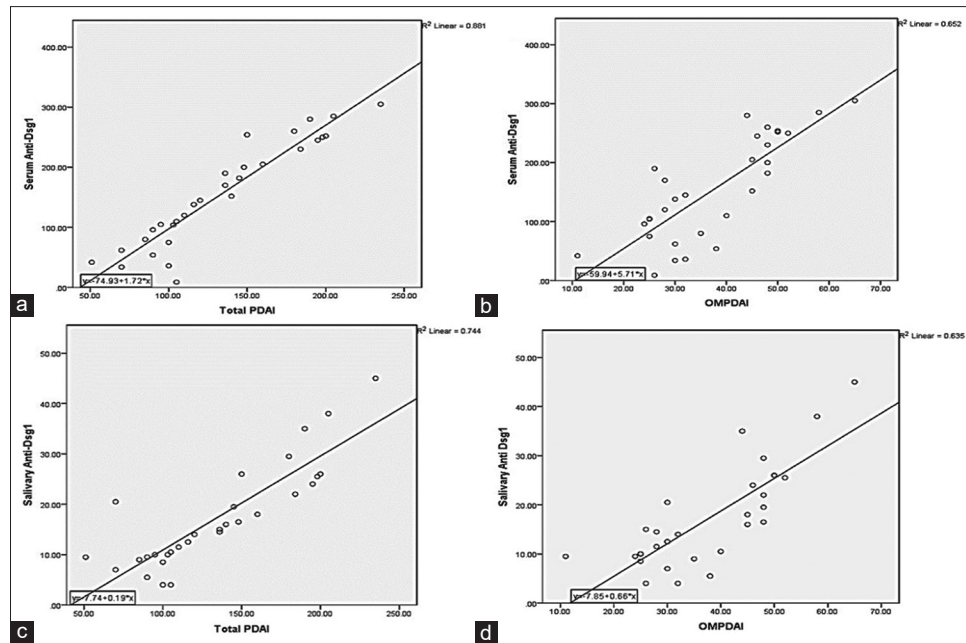 R² Linear = 0.881
400.00
300.00
200.00
100.00
.00
Serum Anti-Dsg1
y=-74.93+1.72*x
50.00 100.00 150.00 200.00 250.00
Total PDAI
a
R² Linear = 0.652
400.00
300.00
200.00
100.00
.00
Serum Anti-Dsg1
y=-59.94+5.71*x
10.00 20.00 30.00 40.00 50.00 60.00 70.00
OMPDAI
b
R² Linear = 0.744
50.00
40.00
30.00
20.00
10.00
.00
Salivary Anti-Dsg1
y=-7.74+0.19*x
50.00 100.00 150.00 200.00 250.00
Total PDAI
c
R² Linear = 0.635
50.00
40.00
30.00
20.00
10.00
.00
Salivary Anti Dsg1
y=-7.85+0.66*x
10.00 20.00 30.00 40.00 50.00 60.00 70.00
OMPDAI
d